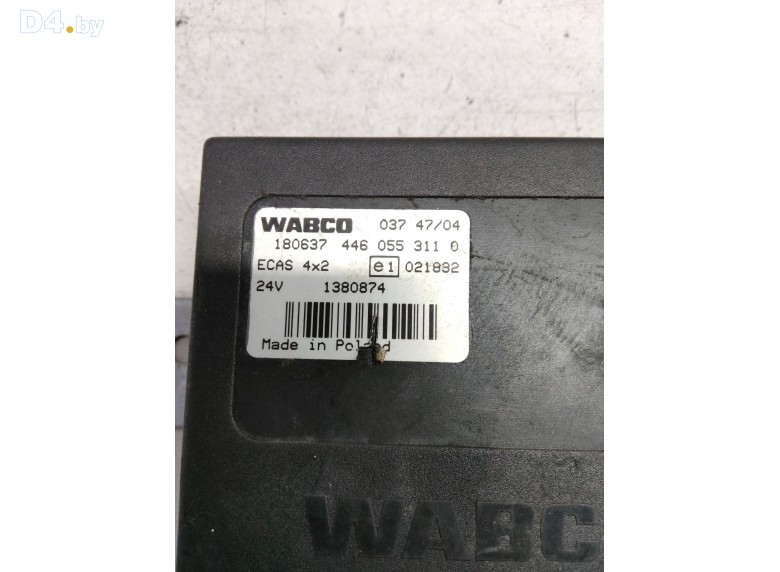 D4.by
WABCO 037 47/04
180637 446 055 311 0
ECAS 4x2 e1 021832
24V 1380874
Made in Poland
WABC